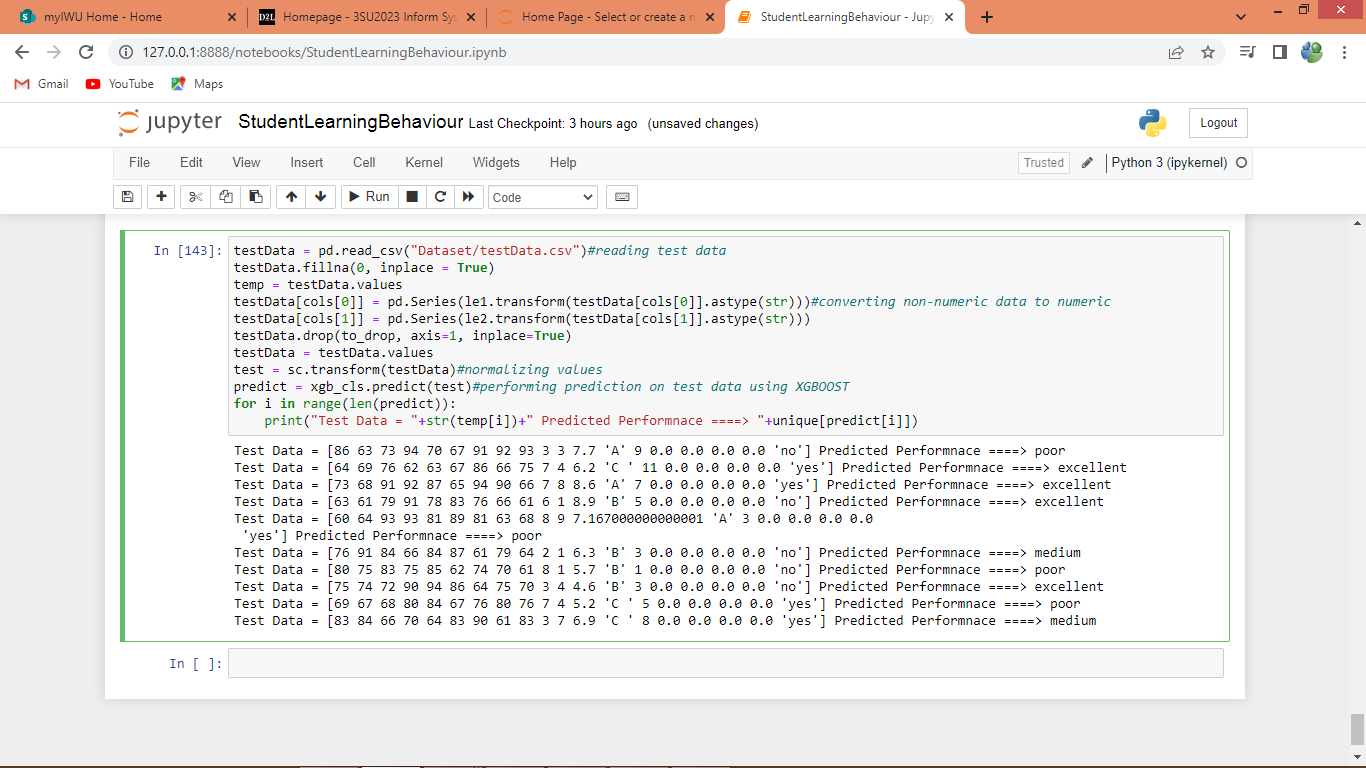 myIWU Home - Home
D2L Homepage - 3SU2023 Inform Sys
Home Page - Select or create a n
StudentLearningBehaviour - Jupy
127.0.0.1:8888/notebooks/StudentLearningBehaviour.ipynb
Gmail YouTube Maps
jupyter StudentLearningBehaviour Last Checkpoint: 3 hours ago (unsaved changes)
Logout
File Edit View Insert Cell Kernel Widgets Help
Trusted Python 3 (ipykernel)
Run Code
In [143]: testData = pd.read_csv("Dataset/testData.csv")#reading test data
testData.fillna(0, inplace = True)
temp = testData.values
testData[cols[0]] = pd.Series(le1.transform(testData[cols[0]].astype(str)))#converting non-numeric data to numeric
testData[cols[1]] = pd.Series(le2.transform(testData[cols[1]].astype(str)))
testData.drop(to_drop, axis=1, inplace=True)
testData = testData.values
test = sc.transform(testData)#normalizing values
predict = xgb_cls.predict(test)#performing prediction on test data using XGBOOST
for i in range(len(predict)):
    print("Test Data = "+str(temp[i])+" Predicted Performnace ====> "+unique[predict[i]])
Test Data = [86 63 73 94 70 67 91 92 93 3 3 7.7 'A' 9 0.0 0.0 0.0 0.0 'no'] Predicted Performnace ====> poor
Test Data = [64 69 76 62 63 67 86 66 75 7 4 6.2 'C ' 11 0.0 0.0 0.0 0.0 'yes'] Predicted Performnace ====> excellent
Test Data = [73 68 91 92 87 65 94 90 66 7 8 8.6 'A' 7 0.0 0.0 0.0 0.0 'yes'] Predicted Performnace ====> excellent
Test Data = [63 61 79 91 78 83 76 66 61 6 1 8.9 'B' 5 0.0 0.0 0.0 0.0 'no'] Predicted Performnace ====> excellent
Test Data = [60 64 93 93 81 89 81 63 68 8 9 7.167000000000001 'A' 3 0.0 0.0 0.0 0.0
 'yes'] Predicted Performnace ====> poor
Test Data = [76 91 84 66 84 87 61 79 64 2 1 6.3 'B' 3 0.0 0.0 0.0 0.0 'no'] Predicted Performnace ====> medium
Test Data = [80 75 83 75 85 62 74 70 61 8 1 5.7 'B' 1 0.0 0.0 0.0 0.0 'no'] Predicted Performnace ====> poor
Test Data = [75 74 72 90 94 86 64 75 70 3 4 4.6 'B' 3 0.0 0.0 0.0 0.0 'no'] Predicted Performnace ====> excellent
Test Data = [69 67 68 80 84 67 76 80 76 7 4 5.2 'C ' 5 0.0 0.0 0.0 0.0 'yes'] Predicted Performnace ====> poor
Test Data = [83 84 66 70 64 83 90 61 83 3 7 6.9 'C ' 8 0.0 0.0 0.0 0.0 'yes'] Predicted Performnace ====> medium
In [ ]: